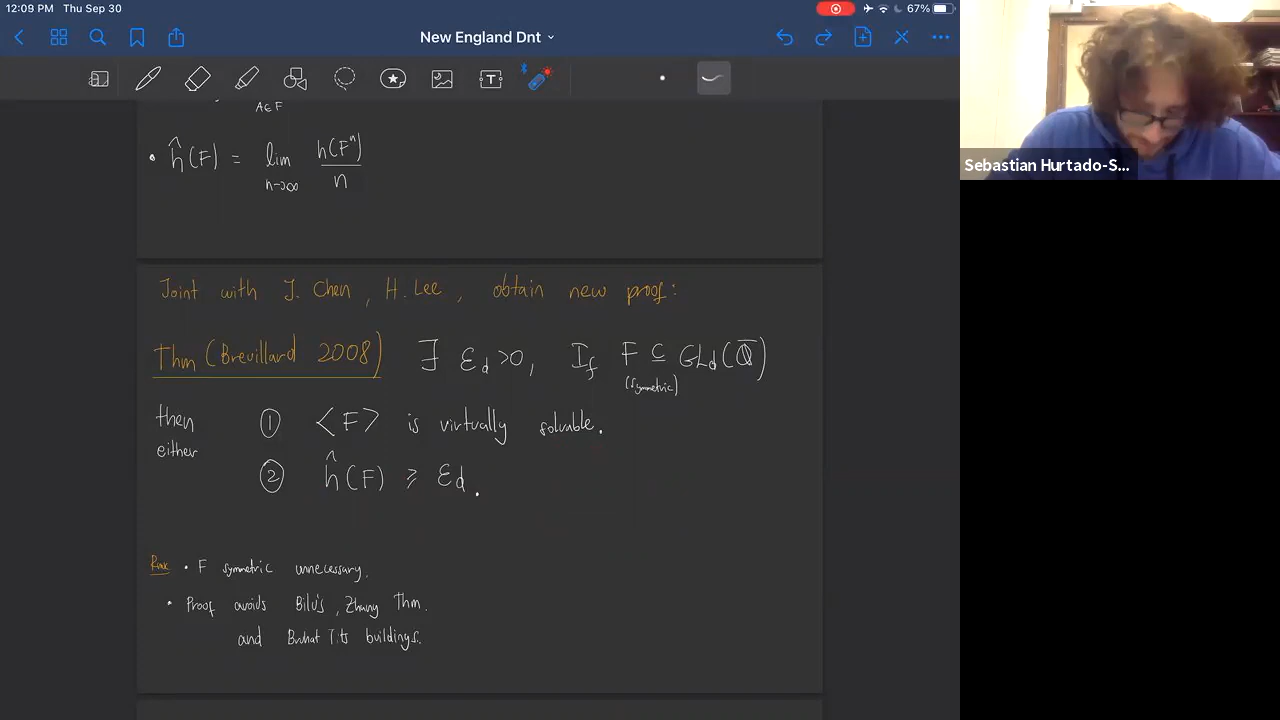 12:09 PM Thu Sep 30
67%
New England Dnt
A∈F
• ĥ(F) = lim n→∞ h(Fⁿ)/n
Joint with J. Chen, H. Lee, obtain new proof:
Thm (Brevillard 2008) ∃ ε_d >0, If F ⊆ GL_d(Q̄)
(symmetric)
then either ① <F> is virtually solvable.
② ĥ(F) ≥ ε_d.
Rmk • F symmetric unnecessary.
• Proof avoids Bilu's, Zhang Thm.
and Bruhat Tits buildings.
Sebastian Hurtado-S...